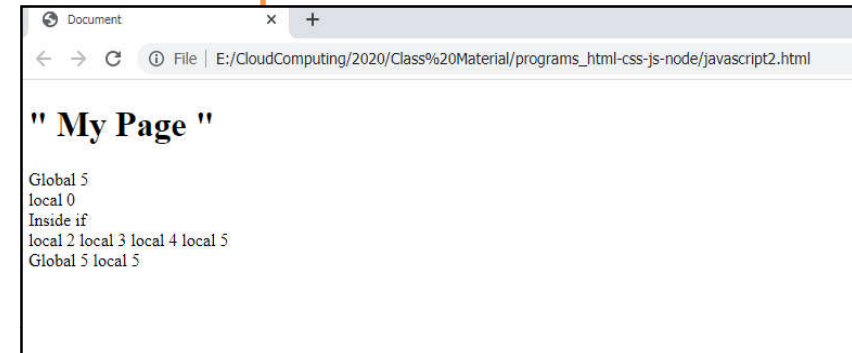 Document
File | E:/CloudComputing/2020/Class%20Material/programs_html-css-js-node/javascript2.html
" My Page "
Global 5
local 0
Inside if
local 2 local 3 local 4 local 5
Global 5 local 5